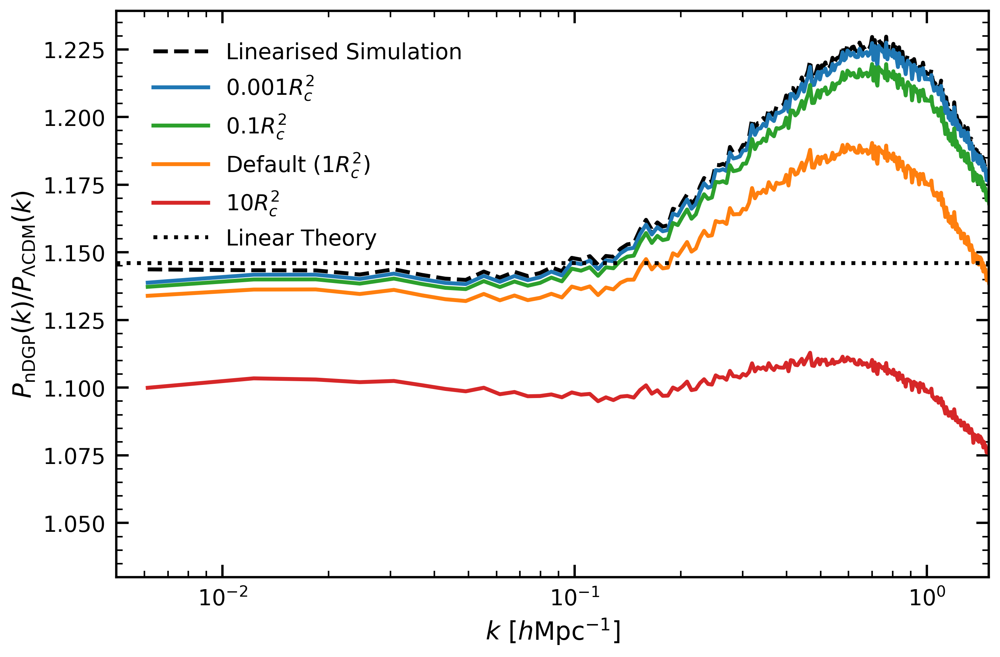 Linearised Simulation
0.001R_c^2
0.1R_c^2
Default (1R_c^2)
10R_c^2
Linear Theory
1.225
1.200
1.175
1.150
1.125
1.100
1.075
1.050
P_nDGP(k)/P_ΛCDM(k)
10^−2
10^−1
10^0
k [hMpc^−1]